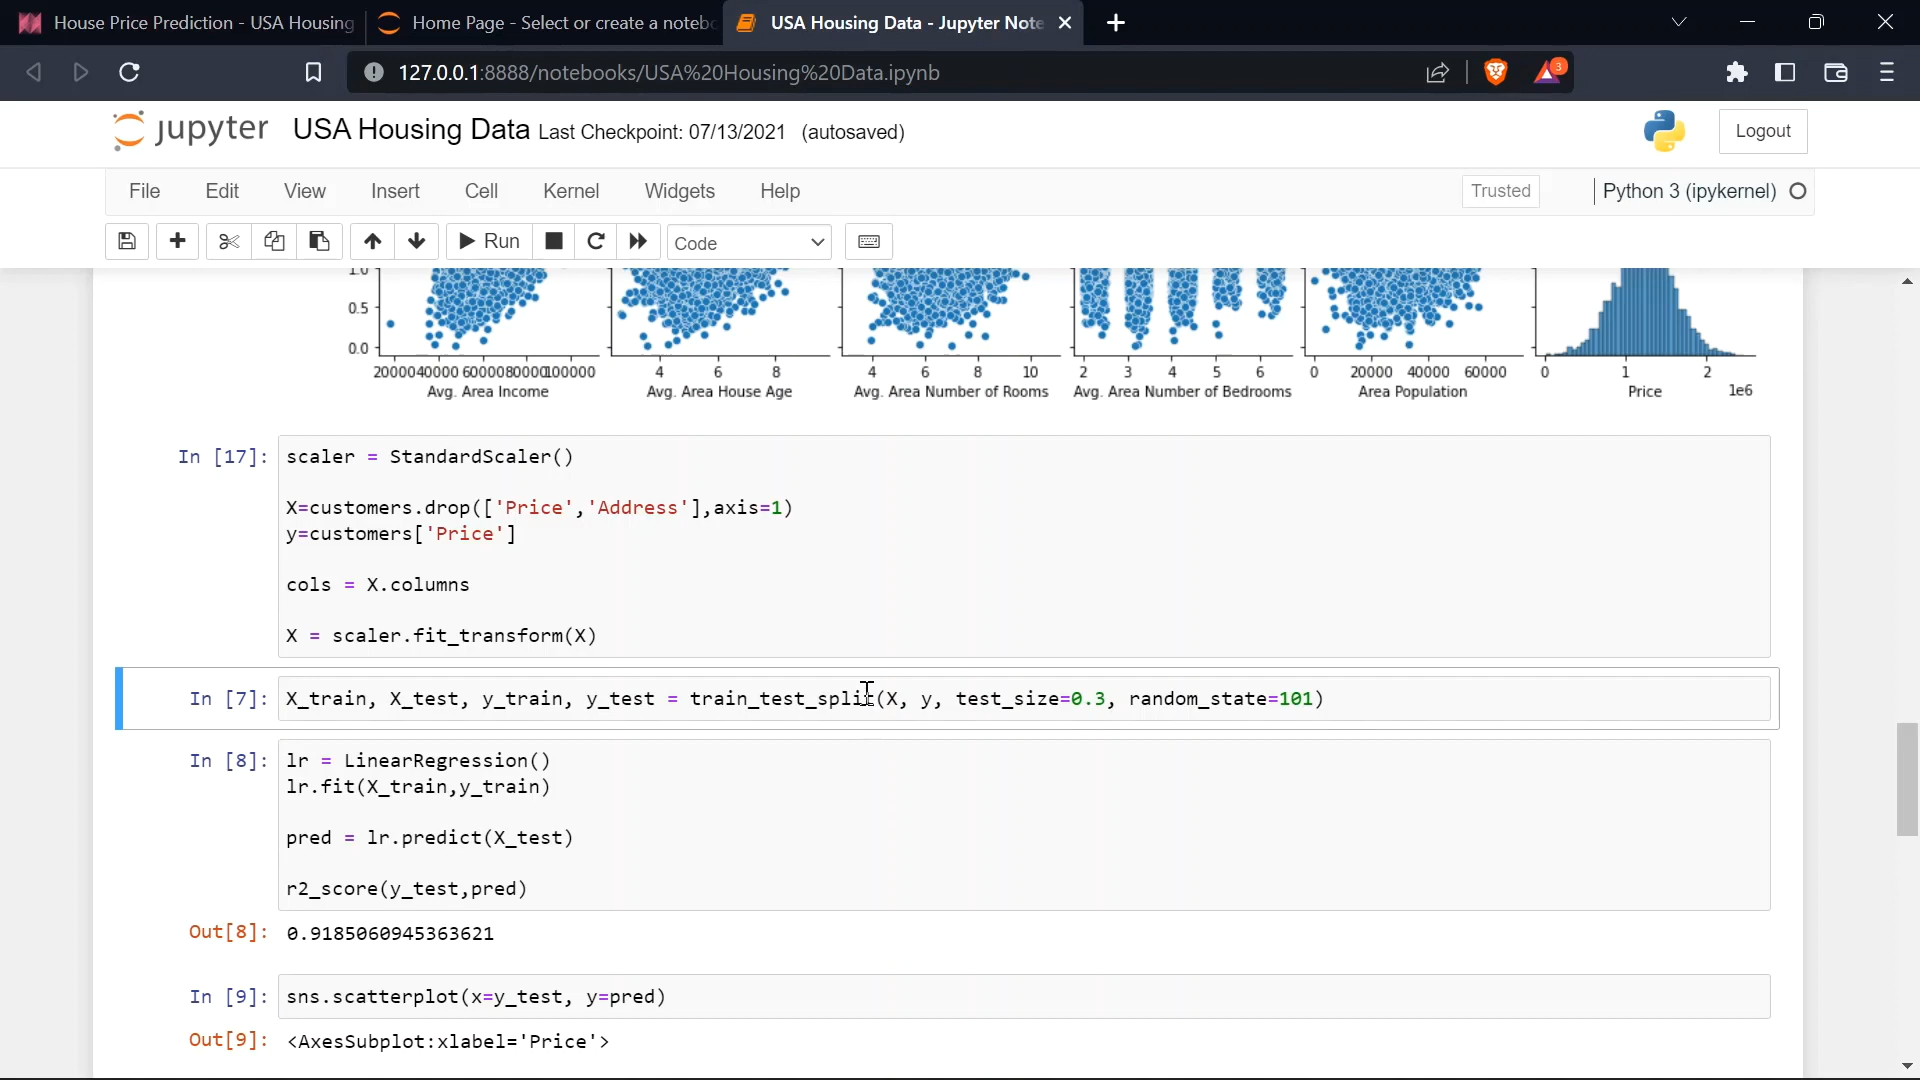 House Price Prediction - USA Housing
Home Page - Select or create a noteb
USA Housing Data - Jupyter Note
127.0.0.1:8888/notebooks/USA%20Housing%20Data.ipynb
3
jupyter USA Housing Data Last Checkpoint: 07/13/2021 (autosaved)
Logout
File Edit View Insert Cell Kernel Widgets Help
Trusted
Python 3 (ipykernel)
Run
Code
1.0
0.5
0.0
20000 40000 60000 80000 100000
4 6 8
4 6 8 10
2 3 4 5 6
0 20000 40000 60000
0 1 2
Avg. Area Income
Avg. Area House Age
Avg. Area Number of Rooms
Avg. Area Number of Bedrooms
Area Population
Price
1e6
In [17]: scaler = StandardScaler()
X=customers.drop(['Price','Address'],axis=1)
y=customers['Price']
cols = X.columns
X = scaler.fit_transform(X)
In [7]: X_train, X_test, y_train, y_test = train_test_split(X, y, test_size=0.3, random_state=101)
In [8]: lr = LinearRegression()
lr.fit(X_train,y_train)
pred = lr.predict(X_test)
r2_score(y_test,pred)
Out[8]: 0.9185060945363621
In [9]: sns.scatterplot(x=y_test, y=pred)
Out[9]: <AxesSubplot:xlabel='Price'>